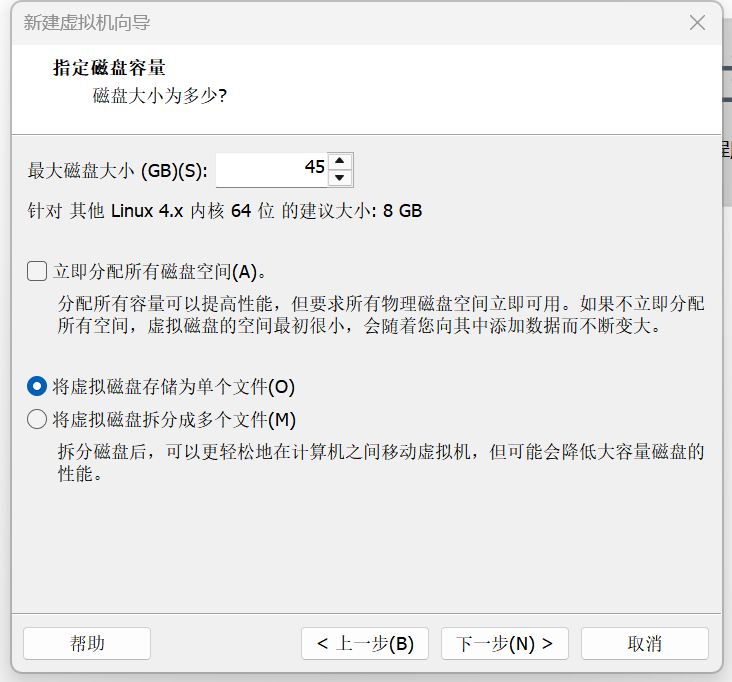 新建虚拟机向导
指定磁盘容量
磁盘大小为多少?
最大磁盘大小 (GB)(S): 45
针对 其他 Linux 4.x 内核 64 位 的建议大小: 8 GB
立即分配所有磁盘空间(A)。
分配所有容量可以提高性能，但要求所有物理磁盘空间立即可用。如果不立即分配
所有空间，虚拟磁盘的空间最初很小，会随着您向其中添加数据而不断变大。
将虚拟磁盘存储为单个文件(O)
将虚拟磁盘拆分成多个文件(M)
拆分磁盘后，可以更轻松地在计算机之间移动虚拟机，但可能会降低大容量磁盘的
性能。
帮助 < 上一步(B) 下一步(N) > 取消